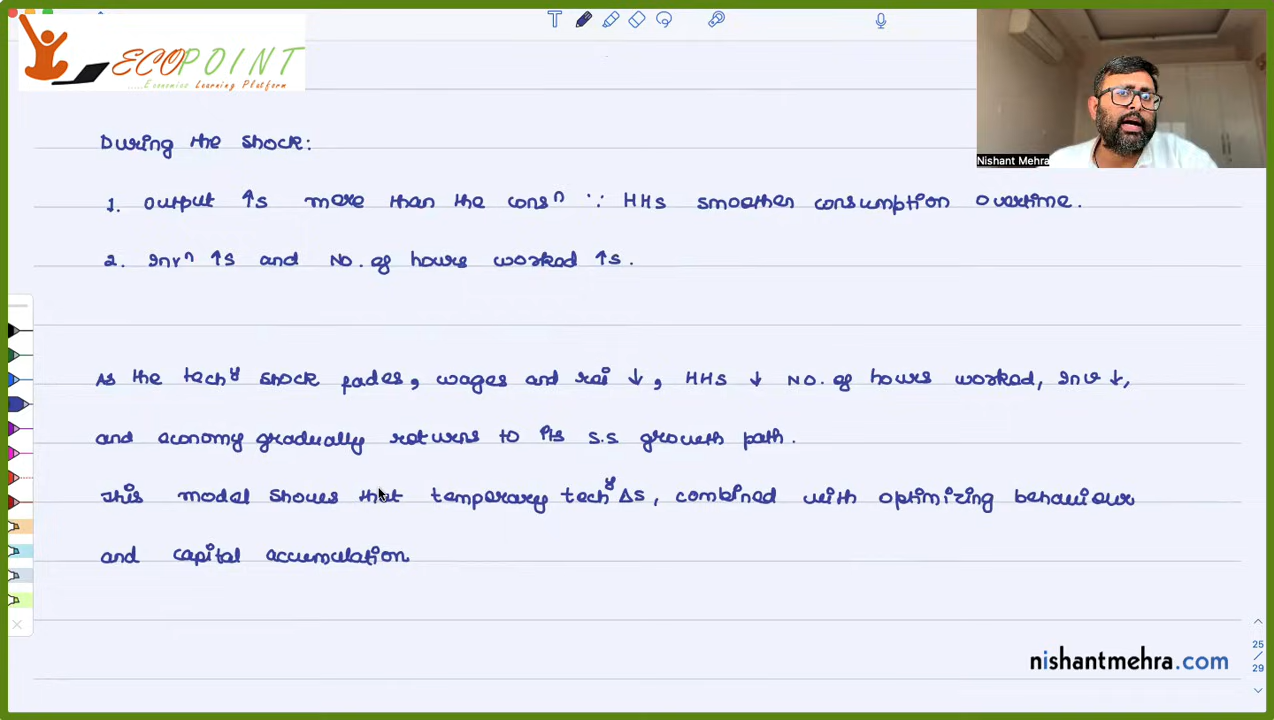 ECOPOINT
.....Economics Learning Platform
T
Nishant Mehra
During the shock:
1. output ↑s more than the consⁿ ∵ HHs smoothen consumption overtime.
2. Invⁿ ↑s and No. of hours worked ↑s.
As the techʸ shock fades, wages and roi ↓, HHs ↓ No. of hours worked, Inv ↓,
and economy gradually returns to its s.s growth path.
This model shows that temporary techʸ Δs, combined with optimizing behaviour
and capital accumulation
nishantmehra.com
25
/
29